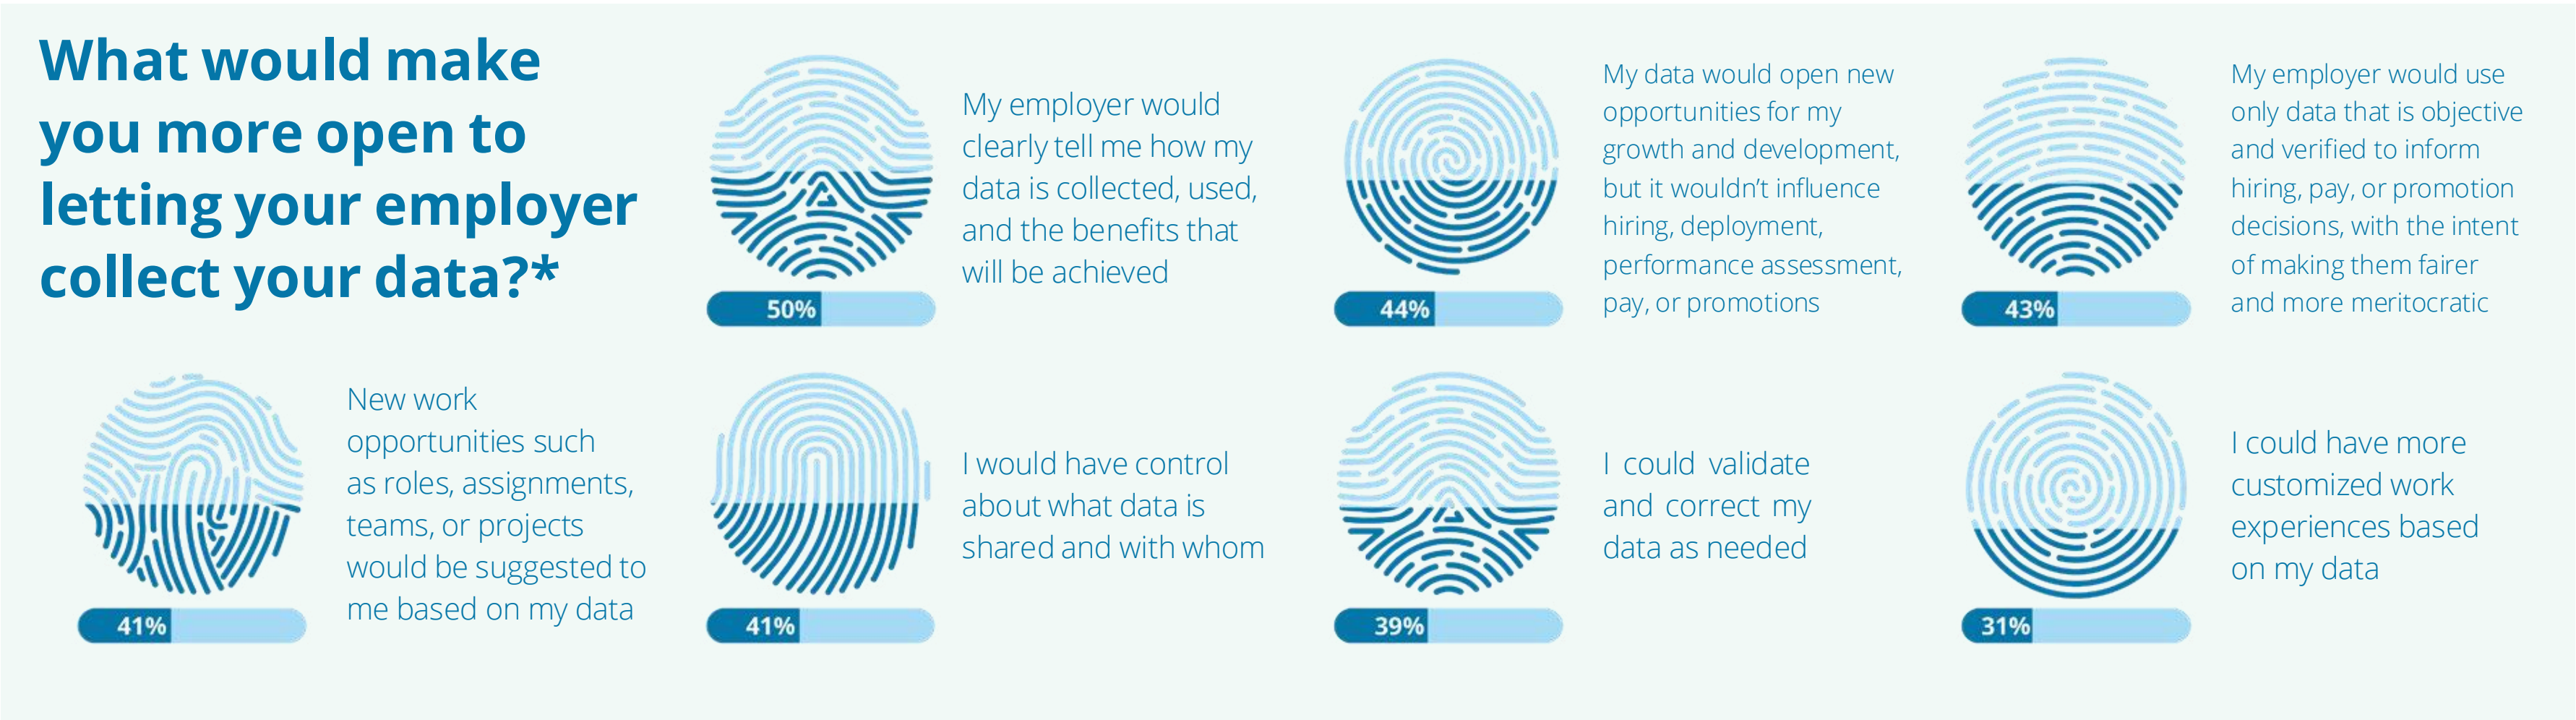 What would make
you more open to
letting your employer
collect your data?*
My employer would
clearly tell me how my
data is collected, used,
and the benefits that
will be achieved
50%
My data would open new
opportunities for my
growth and development,
but it wouldn't influence
hiring, deployment,
performance assessment,
pay, or promotions
44%
My employer would use
only data that is objective
and verified to inform
hiring, pay, or promotion
decisions, with the intent
of making them fairer
and more meritocratic
43%
New work
opportunities such
as roles, assignments,
teams, or projects
would be suggested to
me based on my data
41%
I would have control
about what data is
shared and with whom
41%
I could validate
and correct my
data as needed
39%
I could have more
customized work
experiences based
on my data
31%